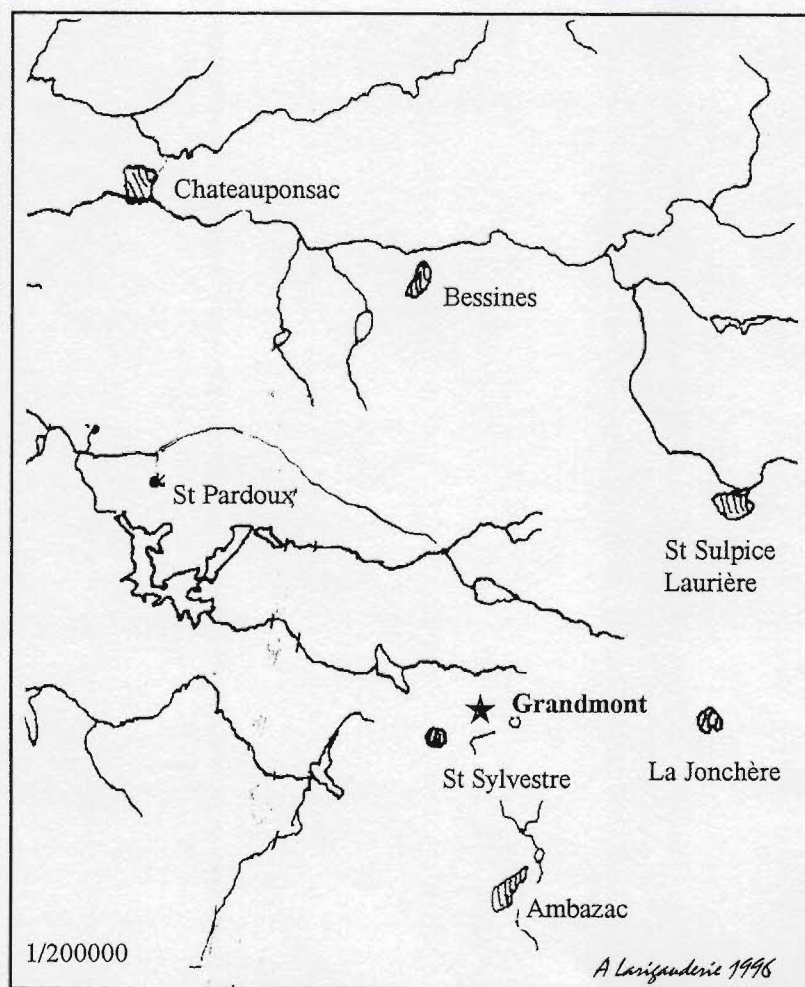 Chateauponsac
Bessines
St Pardoux
St Sulpice
Laurière
Grandmont
St Sylvestre
La Jonchère
Ambazac
1/200000
A Larigauderie 1996